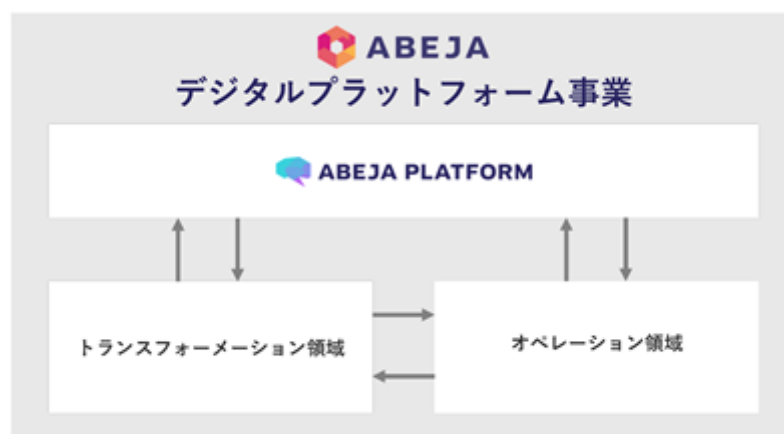 ABEJA
デジタルプラットフォーム事業
ABEJA PLATFORM
トランスフォーメーション領域
オペレーション領域